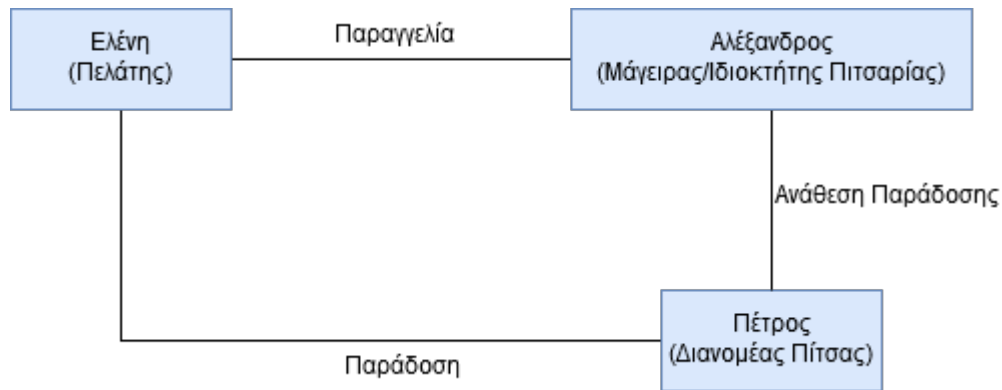 Ελένη
(Πελάτης)
Παραγγελία
Αλέξανδρος
(Μάγειρας/Ιδιοκτήτης Πιτσαρίας)
Ανάθεση Παράδοσης
Πέτρος
(Διανομέας Πίτσας)
Παράδοση